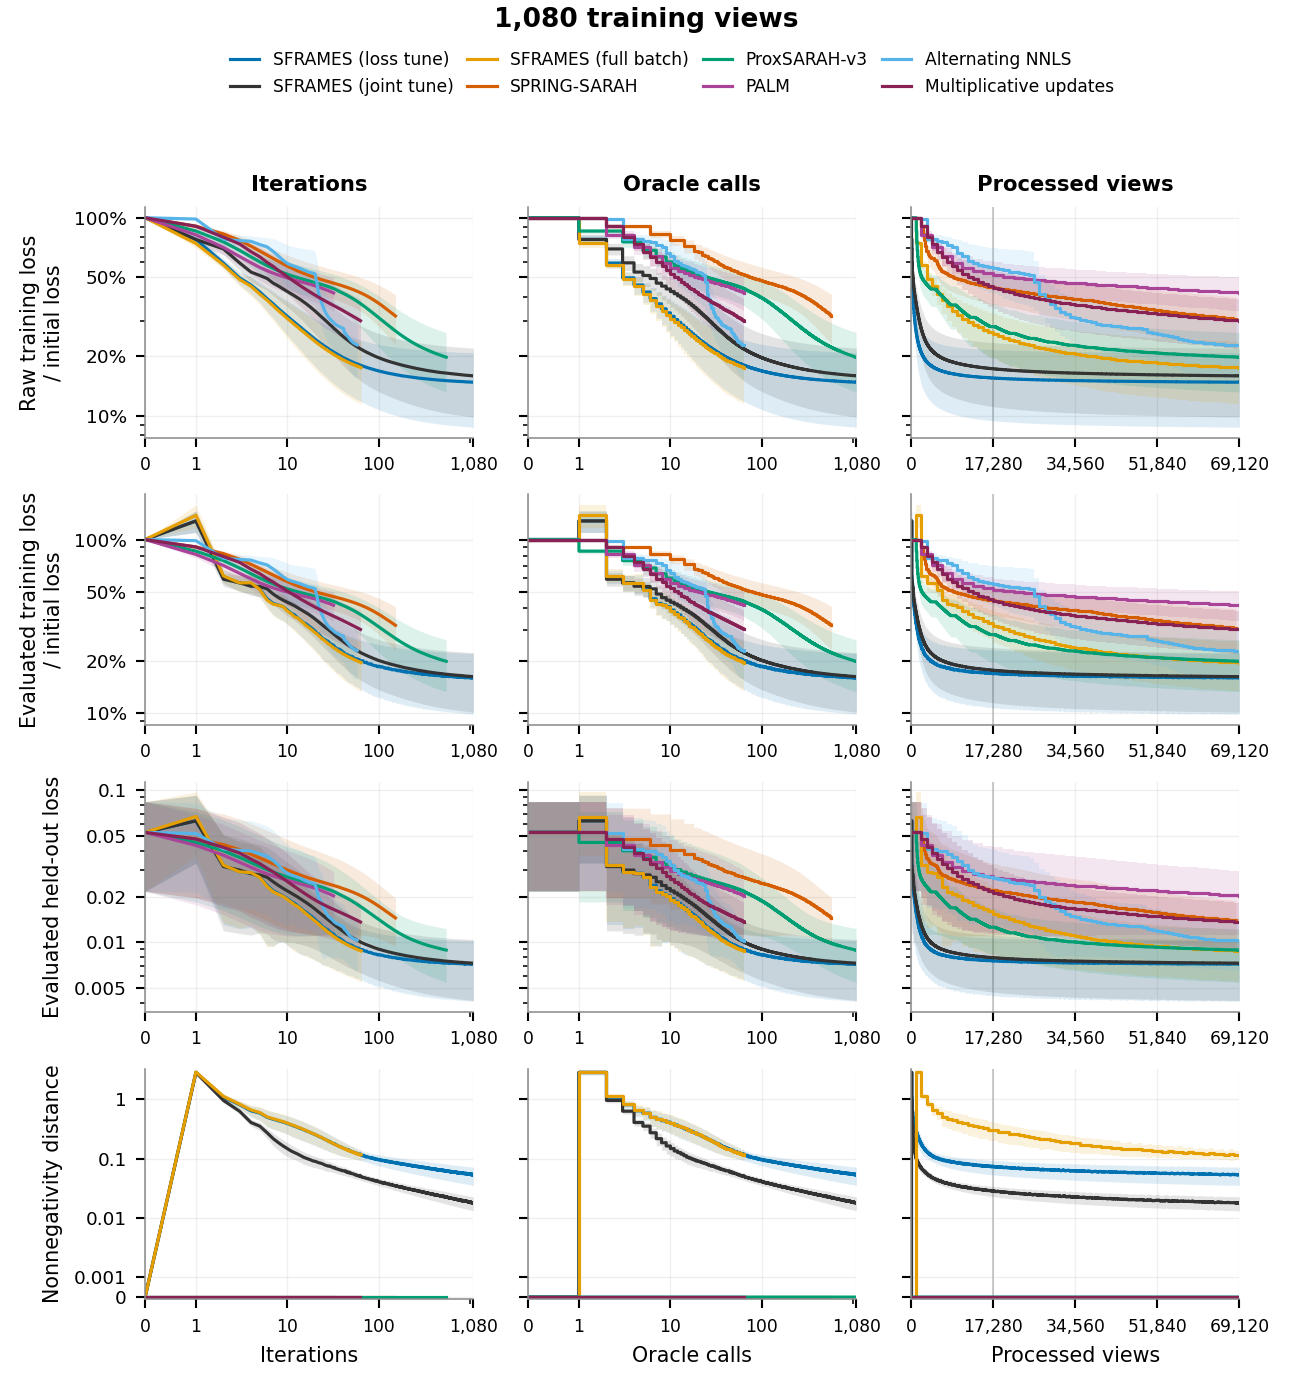 1,080 training views
SFRAMES (loss tune) SFRAMES (full batch) ProxSARAH-v3 Alternating NNLS
SFRAMES (joint tune) SPRING-SARAH PALM Multiplicative updates
Iterations Oracle calls Processed views
Raw training loss
/ initial loss
100%
50%
20%
10%
0 1 10 100 1,080 0 1 10 100 1,080 0 17,280 34,560 51,840 69,120
Evaluated training loss
/ initial loss
100%
50%
20%
10%
0 1 10 100 1,080 0 1 10 100 1,080 0 17,280 34,560 51,840 69,120
Evaluated held-out loss
0.1
0.05
0.02
0.01
0.005
0 1 10 100 1,080 0 1 10 100 1,080 0 17,280 34,560 51,840 69,120
Nonnegativity distance
1
0.1
0.01
0.001
0
0 1 10 100 1,080 0 1 10 100 1,080 0 17,280 34,560 51,840 69,120
Iterations Oracle calls Processed views